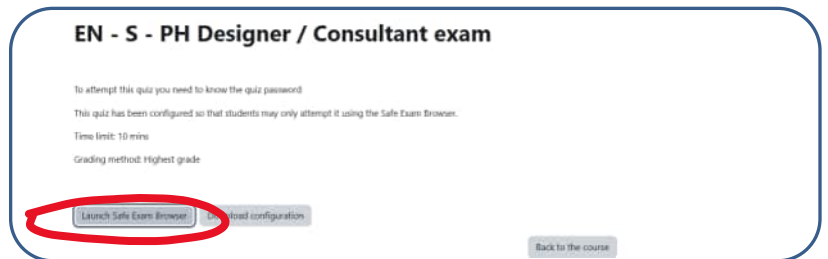 EN - S - PH Designer / Consultant exam
To attempt this quiz you need to know the quiz password
This quiz has been configured so that students may only attempt it using the Safe Exam Browser.
Time limit: 10 mins
Grading method: Highest grade
Launch Safe Exam Browser
Download configuration
Back to the course